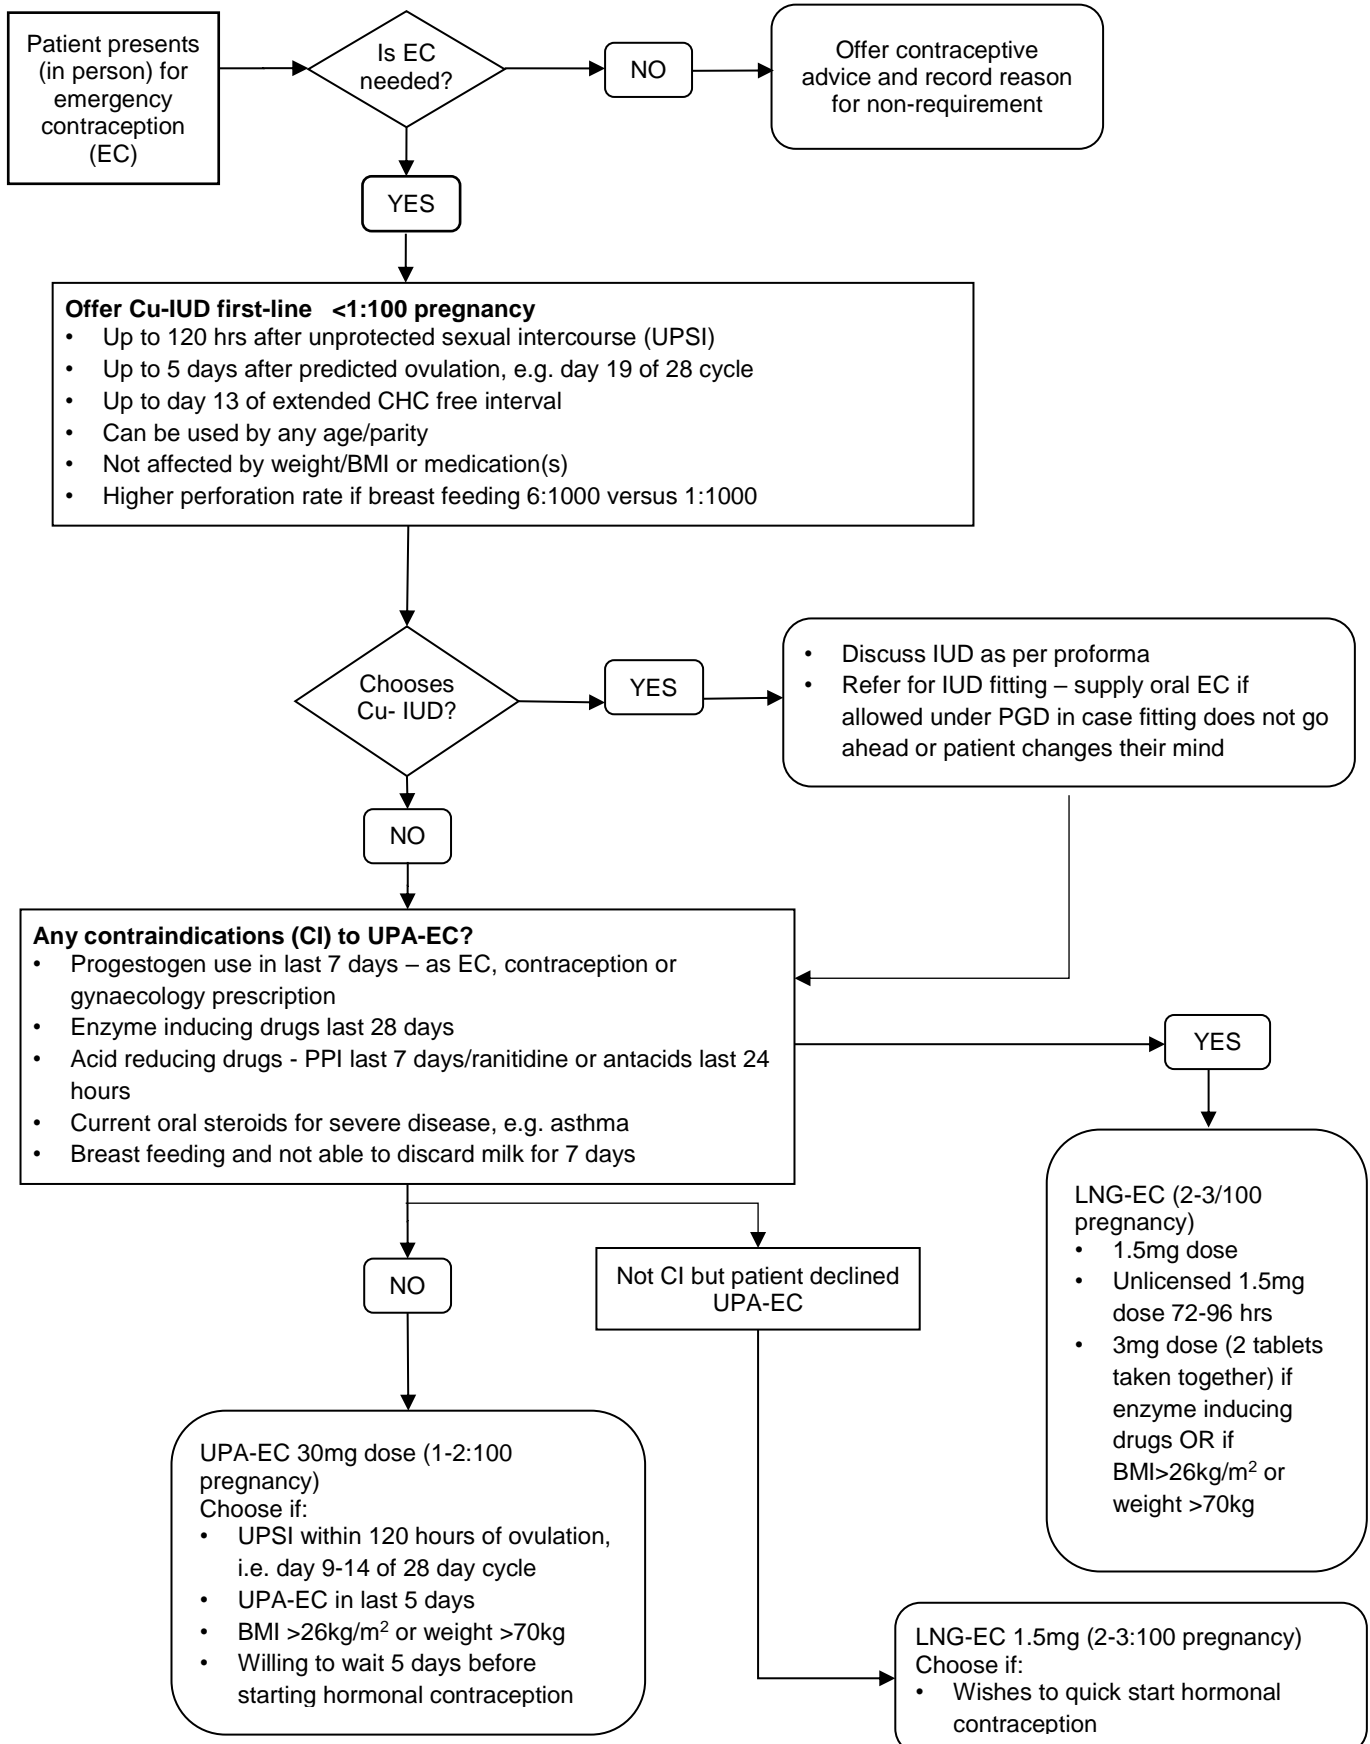 Patient presents
(in person) for
emergency
contraception
(EC)
Is EC
needed?
NO
Offer contraceptive
advice and record reason
for non-requirement
YES
Offer Cu-IUD first-line <1:100 pregnancy
• Up to 120 hrs after unprotected sexual intercourse (UPSI)
• Up to 5 days after predicted ovulation, e.g. day 19 of 28 cycle
• Up to day 13 of extended CHC free interval
• Can be used by any age/parity
• Not affected by weight/BMI or medication(s)
• Higher perforation rate if breast feeding 6:1000 versus 1:1000
Chooses
Cu- IUD?
YES
• Discuss IUD as per proforma
• Refer for IUD fitting – supply oral EC if
allowed under PGD in case fitting does not go
ahead or patient changes their mind
NO
Any contraindications (CI) to UPA-EC?
• Progestogen use in last 7 days – as EC, contraception or
gynaecology prescription
• Enzyme inducing drugs last 28 days
• Acid reducing drugs - PPI last 7 days/ranitidine or antacids last 24
hours
• Current oral steroids for severe disease, e.g. asthma
• Breast feeding and not able to discard milk for 7 days
YES
LNG-EC (2-3/100
pregnancy)
• 1.5mg dose
• Unlicensed 1.5mg
dose 72-96 hrs
• 3mg dose (2 tablets
taken together) if
enzyme inducing
drugs OR if
BMI>26kg/m² or
weight >70kg
NO
Not CI but patient declined
UPA-EC
UPA-EC 30mg dose (1-2:100
pregnancy)
Choose if:
• UPSI within 120 hours of ovulation,
i.e. day 9-14 of 28 day cycle
• UPA-EC in last 5 days
• BMI >26kg/m² or weight >70kg
• Willing to wait 5 days before
starting hormonal contraception
LNG-EC 1.5mg (2-3:100 pregnancy)
Choose if:
• Wishes to quick start hormonal
contraception